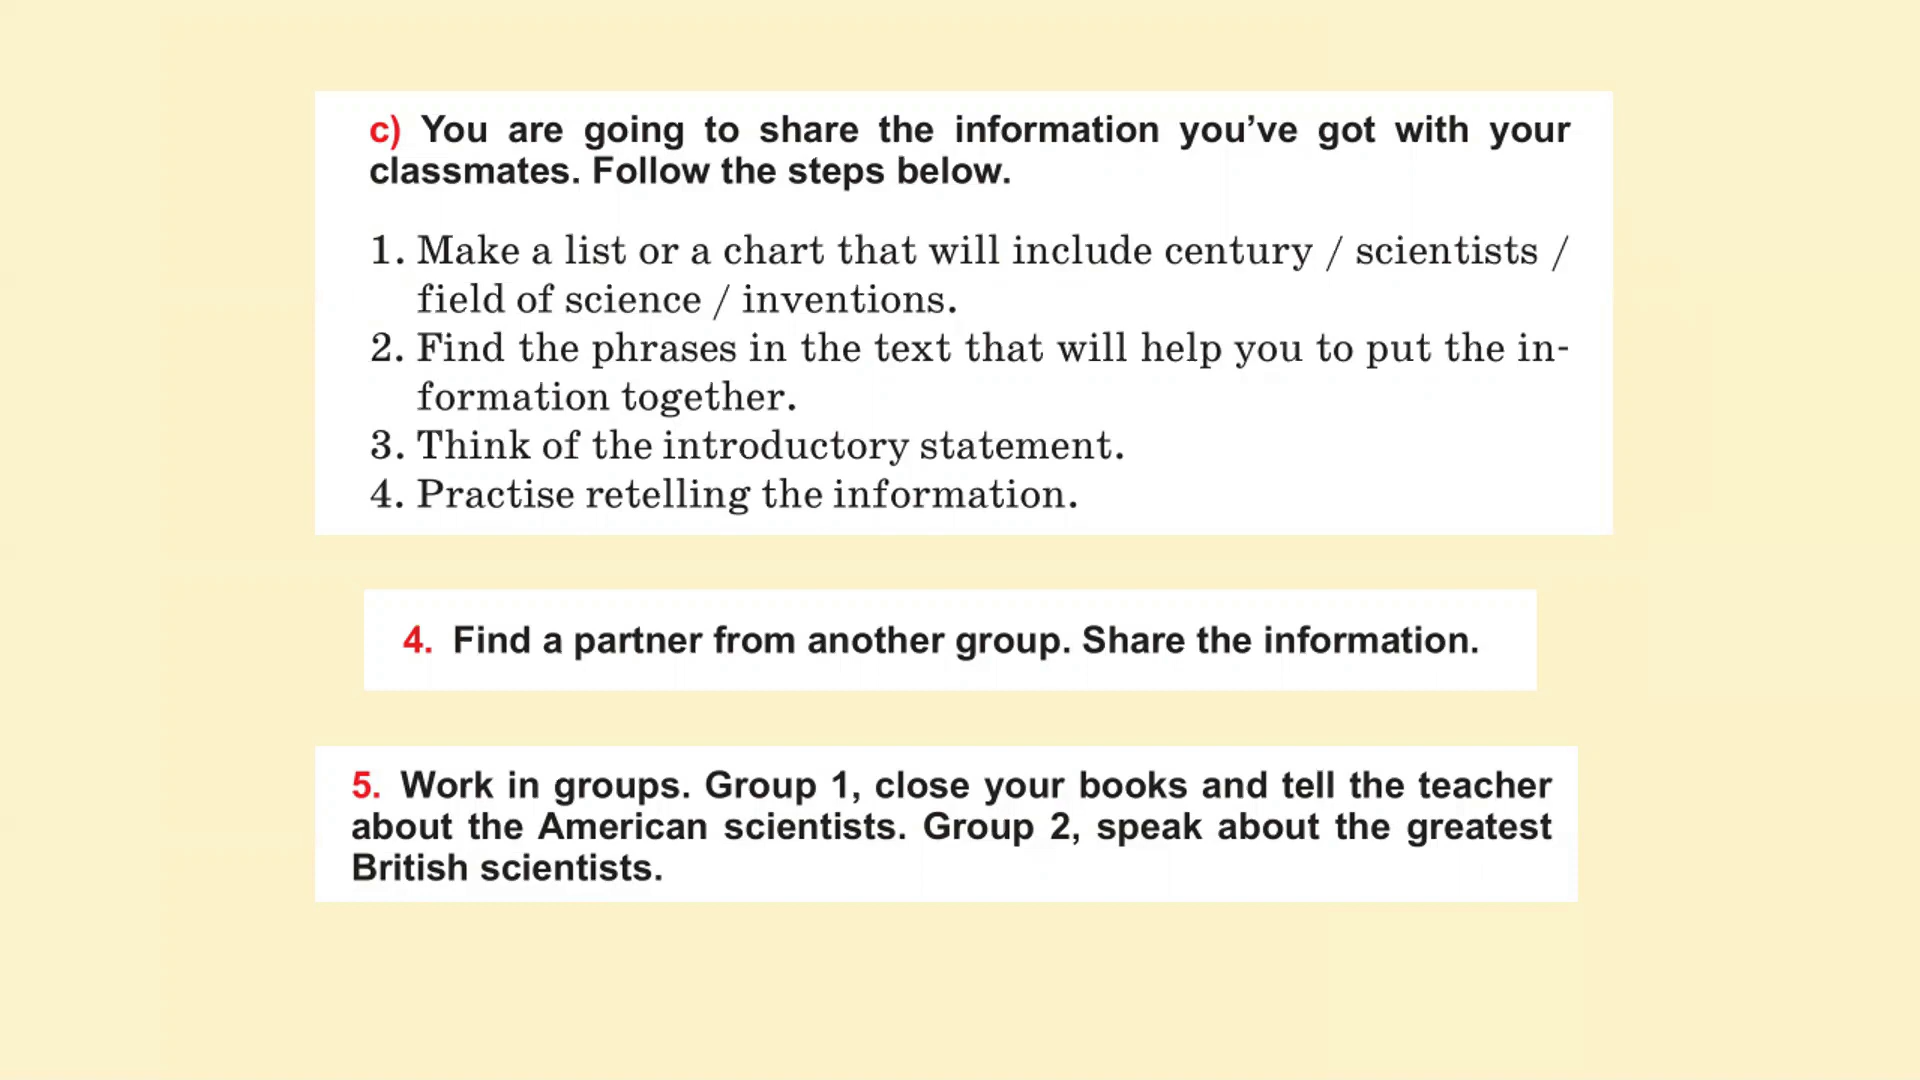 c) You are going to share the information you’ve got with your
classmates. Follow the steps below.
1. Make a list or a chart that will include century / scientists /
field of science / inventions.
2. Find the phrases in the text that will help you to put the in-
formation together.
3. Think of the introductory statement.
4. Practise retelling the information.
4. Find a partner from another group. Share the information.
5. Work in groups. Group 1, close your books and tell the teacher
about the American scientists. Group 2, speak about the greatest
British scientists.